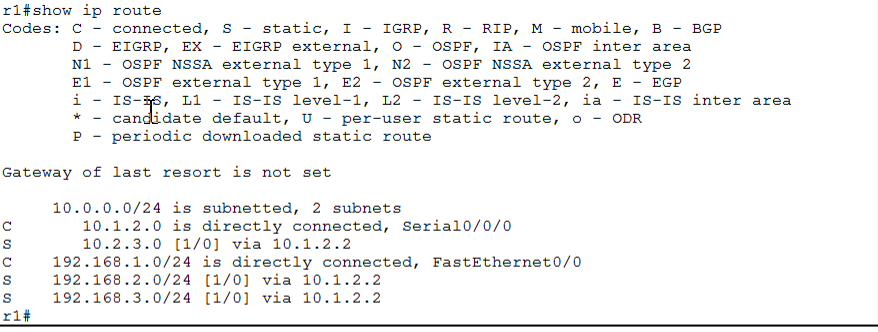 r1#show ip route
Codes: C - connected, S - static, I - IGRP, R - RIP, M - mobile, B - BGP
       D - EIGRP, EX - EIGRP external, O - OSPF, IA - OSPF inter area
       N1 - OSPF NSSA external type 1, N2 - OSPF NSSA external type 2
       E1 - OSPF external type 1, E2 - OSPF external type 2, E - EGP
       i - IS-IS, L1 - IS-IS level-1, L2 - IS-IS level-2, ia - IS-IS inter area
       * - candidate default, U - per-user static route, o - ODR
       P - periodic downloaded static route

Gateway of last resort is not set

     10.0.0.0/24 is subnetted, 2 subnets
C       10.1.2.0 is directly connected, Serial0/0/0
S       10.2.3.0 [1/0] via 10.1.2.2
C    192.168.1.0/24 is directly connected, FastEthernet0/0
S    192.168.2.0/24 [1/0] via 10.1.2.2
S    192.168.3.0/24 [1/0] via 10.1.2.2
r1#